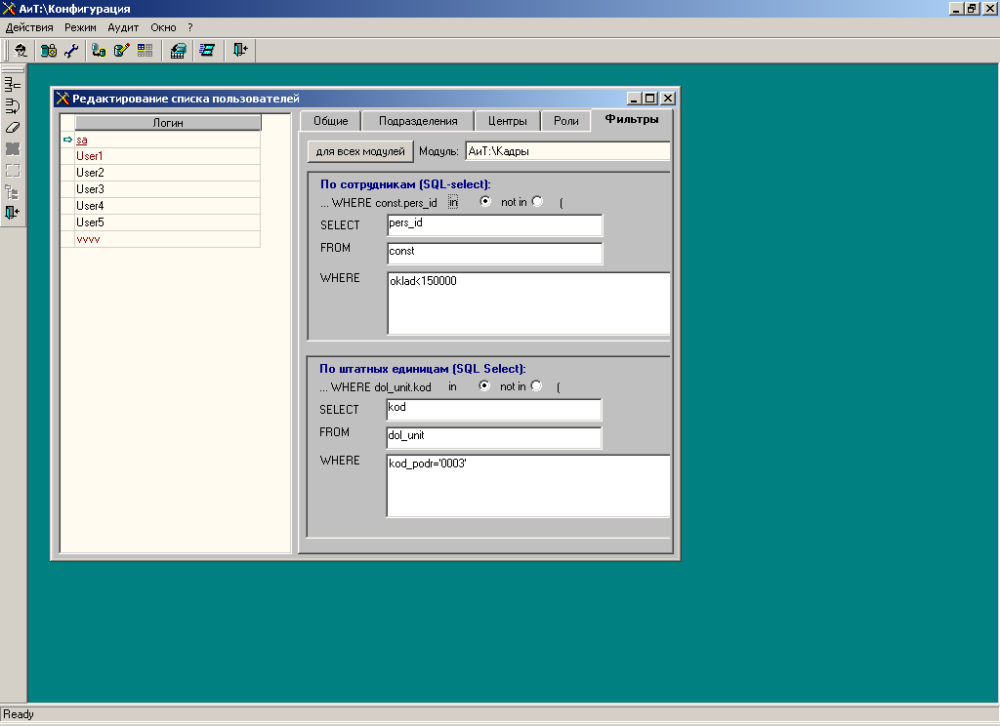 АиТ:\Конфигурация
Действия Режим Аудит Окно ?
Редактирование списка пользователей
Логин
sa
User1
User2
User3
User4
User5
vvvv
Общие Подразделения Центры Роли Фильтры
для всех модулей Модуль: АиТ:\Кадры
По сотрудникам (SQL-select):
... WHERE const.pers_id in not in (
SELECT pers_id
FROM const
WHERE oklad<150000
По штатных единицам (SQL Select):
... WHERE dol_unit.kod in not in (
SELECT kod
FROM dol_unit
WHERE kod_podr='0003'
Ready